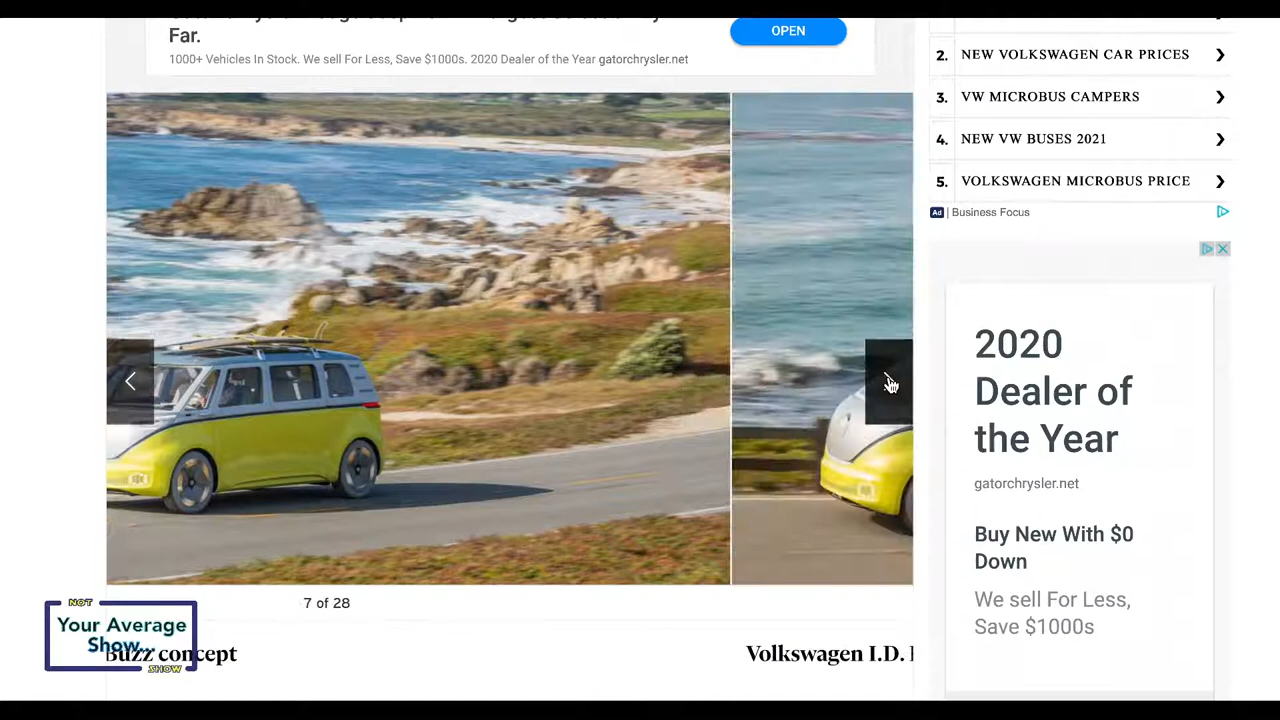 Far.
OPEN
1000+ Vehicles In Stock. We sell For Less, Save $1000s. 2020 Dealer of the Year gatorchrysler.net
2. NEW VOLKSWAGEN CAR PRICES
3. VW MICROBUS CAMPERS
4. NEW VW BUSES 2021
5. VOLKSWAGEN MICROBUS PRICE
Ad | Business Focus
2020
Dealer of
the Year
gatorchrysler.net
Buy New With $0
Down
We sell For Less,
Save $1000s
7 of 28
NOT
Your Average
Show...
SHOW
Buzz concept
Volkswagen I.D.